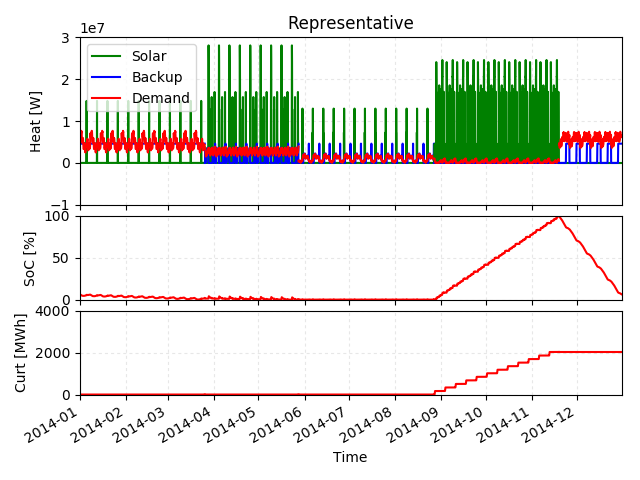 Representative
1e7
3
2
1
0
−1
Heat [W]
Solar
Backup
Demand
100
50
0
SoC [%]
4000
2000
0
Curt [MWh]
2014-01
2014-02
2014-03
2014-04
2014-05
2014-06
2014-07
2014-08
2014-09
2014-10
2014-11
2014-12
Time